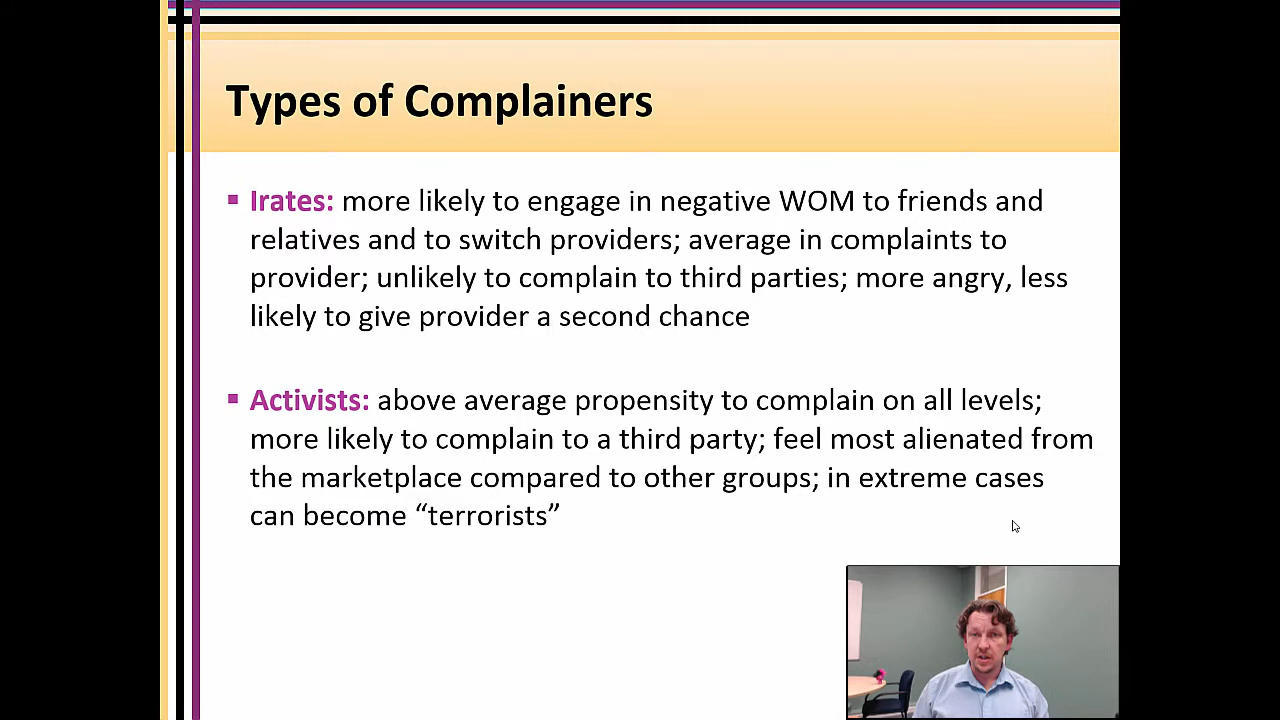 Types of Complainers
▪ Irates: more likely to engage in negative WOM to friends and
relatives and to switch providers; average in complaints to
provider; unlikely to complain to third parties; more angry, less
likely to give provider a second chance
▪ Activists: above average propensity to complain on all levels;
more likely to complain to a third party; feel most alienated from
the marketplace compared to other groups; in extreme cases
can become “terrorists”